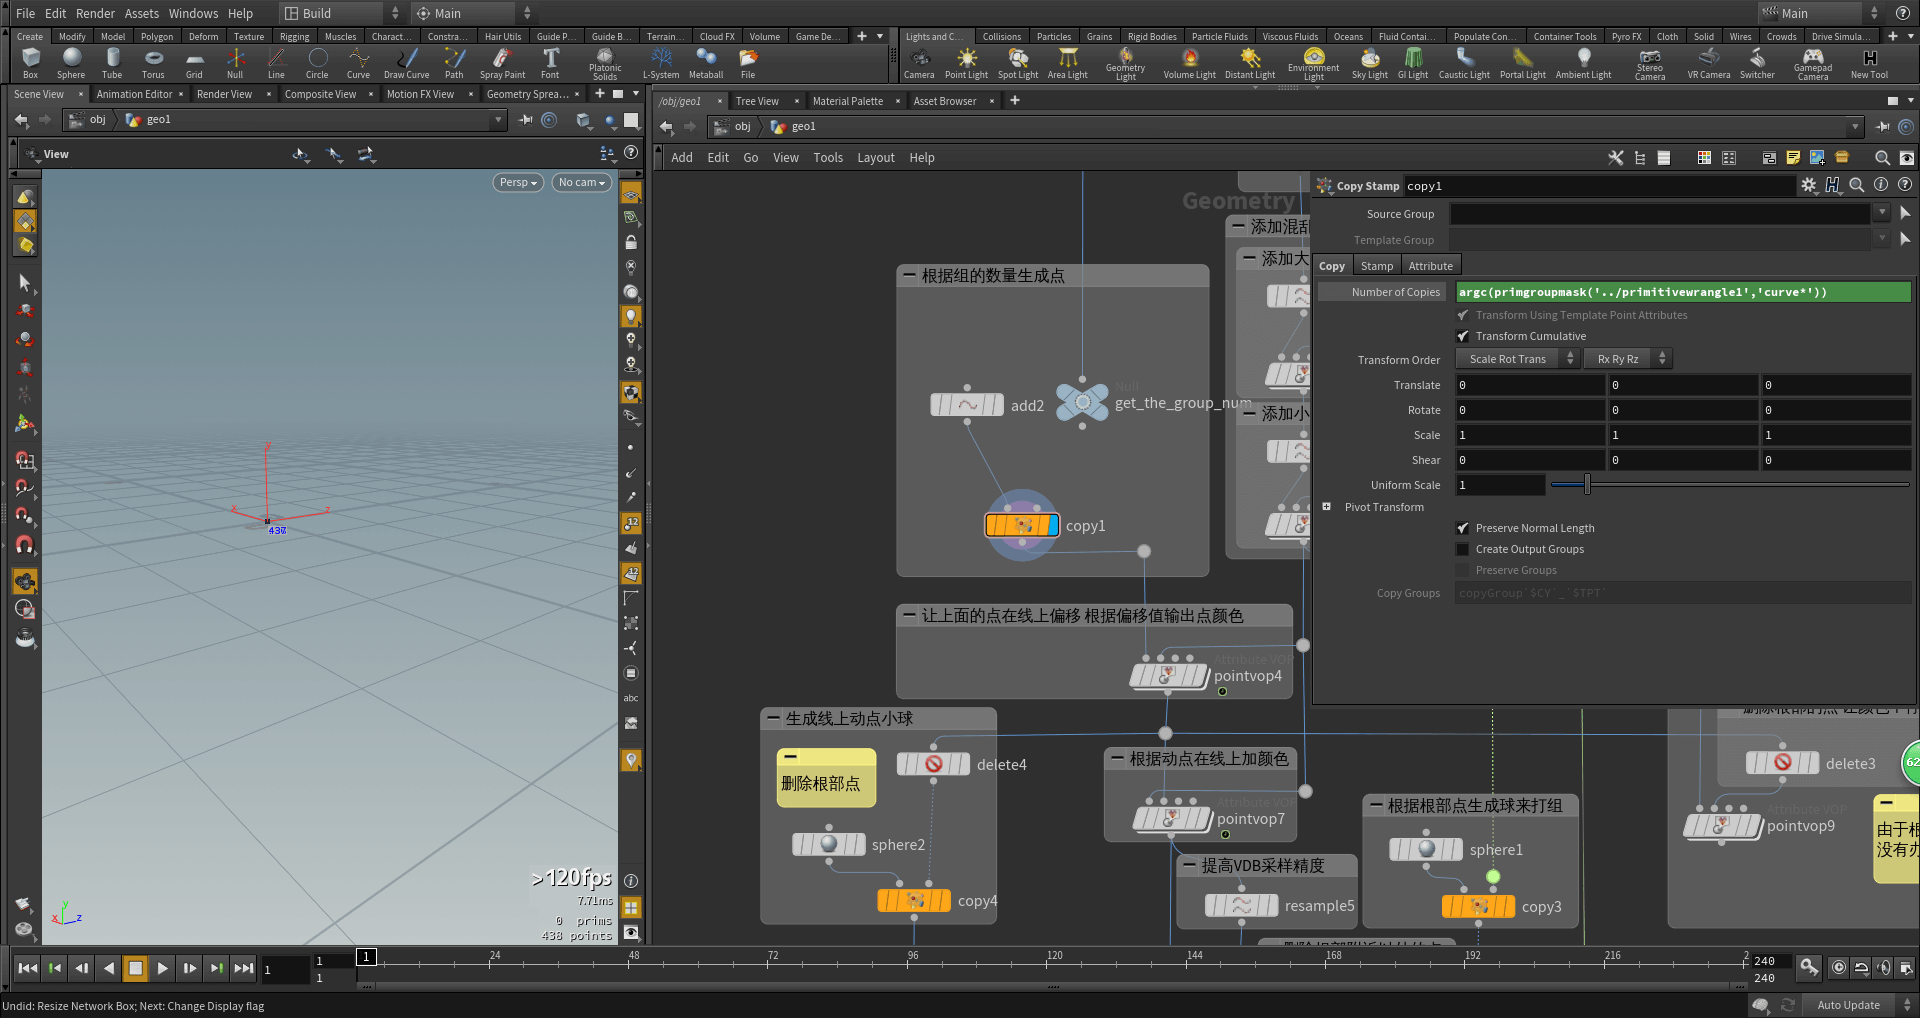 File Edit Render Assets Windows Help Build Main Main
Create Modify Model Polygon Deform Texture Rigging Muscles Charact... Constra... Hair Utils Guide P... Guide B... Terrain... Cloud FX Volume Game De...
Lights and C... Collisions Particles Grains Rigid Bodies Particle Fluids Viscous Fluids Oceans Fluid Contai... Populate Con... Container Tools Pyro FX Cloth Solid Wires Crowds Drive Simula...
Box Sphere Tube Torus Grid Null Line Circle Curve Draw Curve Path Spray Paint Font Platonic Solids L-System Metaball File
Camera Point Light Spot Light Area Light Geometry Light Volume Light Distant Light Environment Light Sky Light GI Light Caustic Light Portal Light Ambient Light Stereo Camera VR Camera Switcher Gamepad Camera New Tool
Scene View Animation Editor Render View Composite View Motion FX View Geometry Sprea...
/obj/geo1 Tree View Material Palette Asset Browser
obj geo1
obj geo1
View
Add Edit Go View Tools Layout Help
Persp No cam
437
>120fps
7.71ms
0 prims
438 points
y
x z
abc
Geometry
根据组的数量生成点
Null
add2
get_the_group_num
copy1
添加混乱
添加大
添加小
让上面的点在线上偏移 根据偏移值输出点颜色
Attribute VOP
pointvop4
生成线上动点小球
删除根部点
delete4
sphere2
copy4
根据动点在线上加颜色
Attribute VOP
pointvop7
提高VDB采样精度
resample5
根据根部点生成球来打组
sphere1
copy3
delete3
Attribute VOP
pointvop9
由于根
没有办
62
Copy Stamp copy1
Source Group
Template Group
Copy Stamp Attribute
Number of Copies argc(primgroupmask('../primitivewrangle1','curve*'))
Transform Using Template Point Attributes
Transform Cumulative
Transform Order Scale Rot Trans Rx Ry Rz
Translate 0 0 0
Rotate 0 0 0
Scale 1 1 1
Shear 0 0 0
Uniform Scale 1
Pivot Transform
Preserve Normal Length
Create Output Groups
Preserve Groups
Copy Groups copyGroup`$CY`_`$TPT`
1 1 1 24 48 72 96 120 144 168 192 216 2 240
1 240
Undid: Resize Network Box; Next: Change Display flag
Auto Update